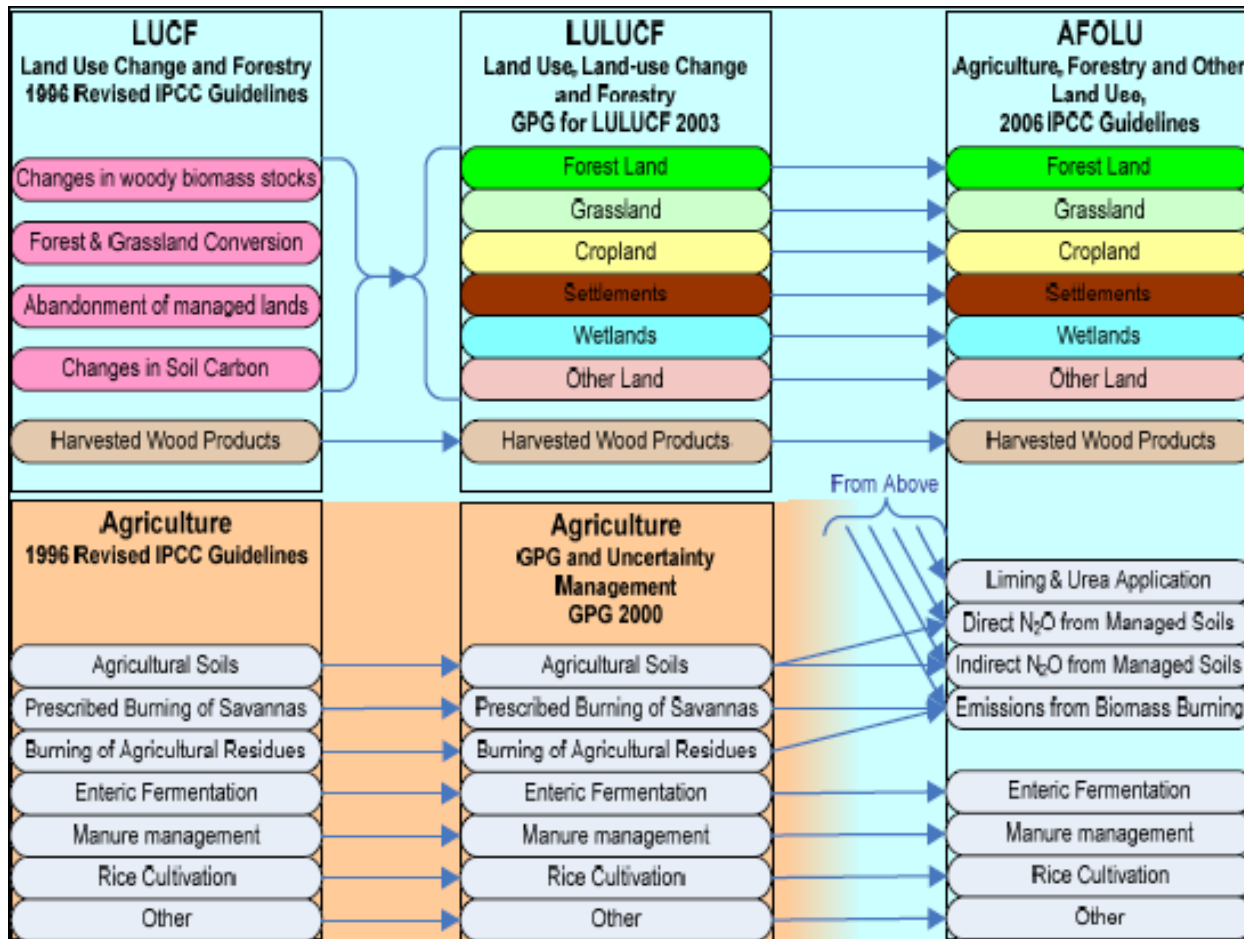 LUCF
Land Use Change and Forestry
1996 Revised IPCC Guidelines
Changes in woody biomass stocks
Forest & Grassland Conversion
Abandonment of managed lands
Changes in Soil Carbon
Harvested Wood Products
LULUCF
Land Use, Land-use Change
and Forestry
GPG for LULUCF 2003
Forest Land
Grassland
Cropland
Settlements
Wetlands
Other Land
Harvested Wood Products
AFOLU
Agriculture, Forestry and Other
Land Use,
2006 IPCC Guidelines
Forest Land
Grassland
Cropland
Settlements
Wetlands
Other Land
Harvested Wood Products
From Above
Liming & Urea Application
Direct N₂O from Managed Soils
Indirect N₂O from Managed Soils
Emissions from Biomass Burning
Enteric Fermentation
Manure management
Rice Cultivation
Other
Agriculture
1996 Revised IPCC Guidelines
Agricultural Soils
Prescribed Burning of Savannas
Burning of Agricultural Residues
Enteric Fermentation
Manure management
Rice Cultivation
Other
Agriculture
GPG and Uncertainty
Management
GPG 2000
Agricultural Soils
Prescribed Burning of Savannas
Burning of Agricultural Residues
Enteric Fermentation
Manure management
Rice Cultivation
Other